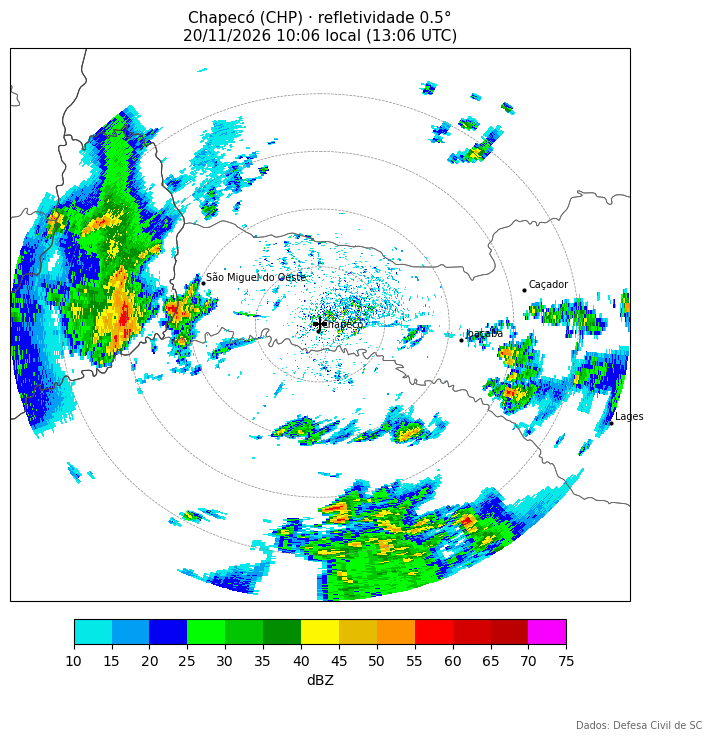 Chapecó (CHP) · refletividade 0.5°
20/11/2026 10:06 local (13:06 UTC)
São Miguel do Oeste
Caçador
Chapecó
Joaçaba
Lages
10 15 20 25 30 35 40 45 50 55 60 65 70 75
dBZ
Dados: Defesa Civil de SC